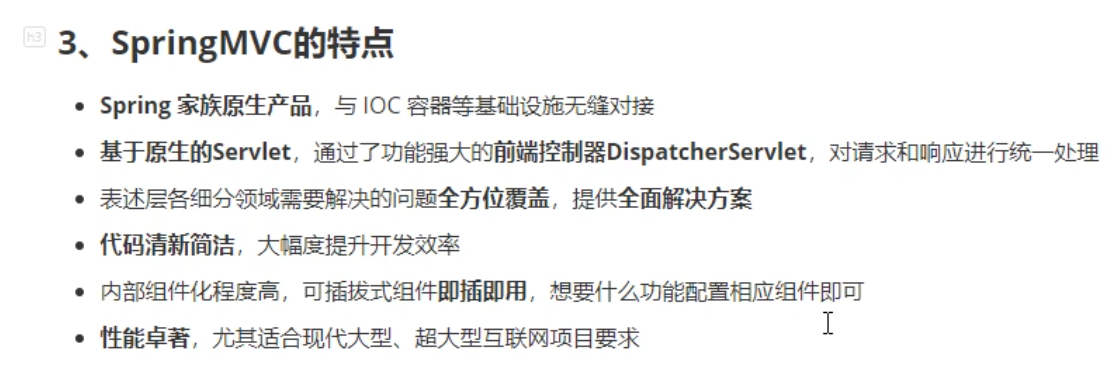 h3
3、SpringMVC的特点
Spring 家族原生产品，与 IOC 容器等基础设施无缝对接
基于原生的Servlet，通过了功能强大的前端控制器DispatcherServlet，对请求和响应进行统一处理
表述层各细分领域需要解决的问题全方位覆盖，提供全面解决方案
代码清新简洁，大幅度提升开发效率
内部组件化程度高，可插拔式组件即插即用，想要什么功能配置相应组件即可
性能卓著，尤其适合现代大型、超大型互联网项目要求